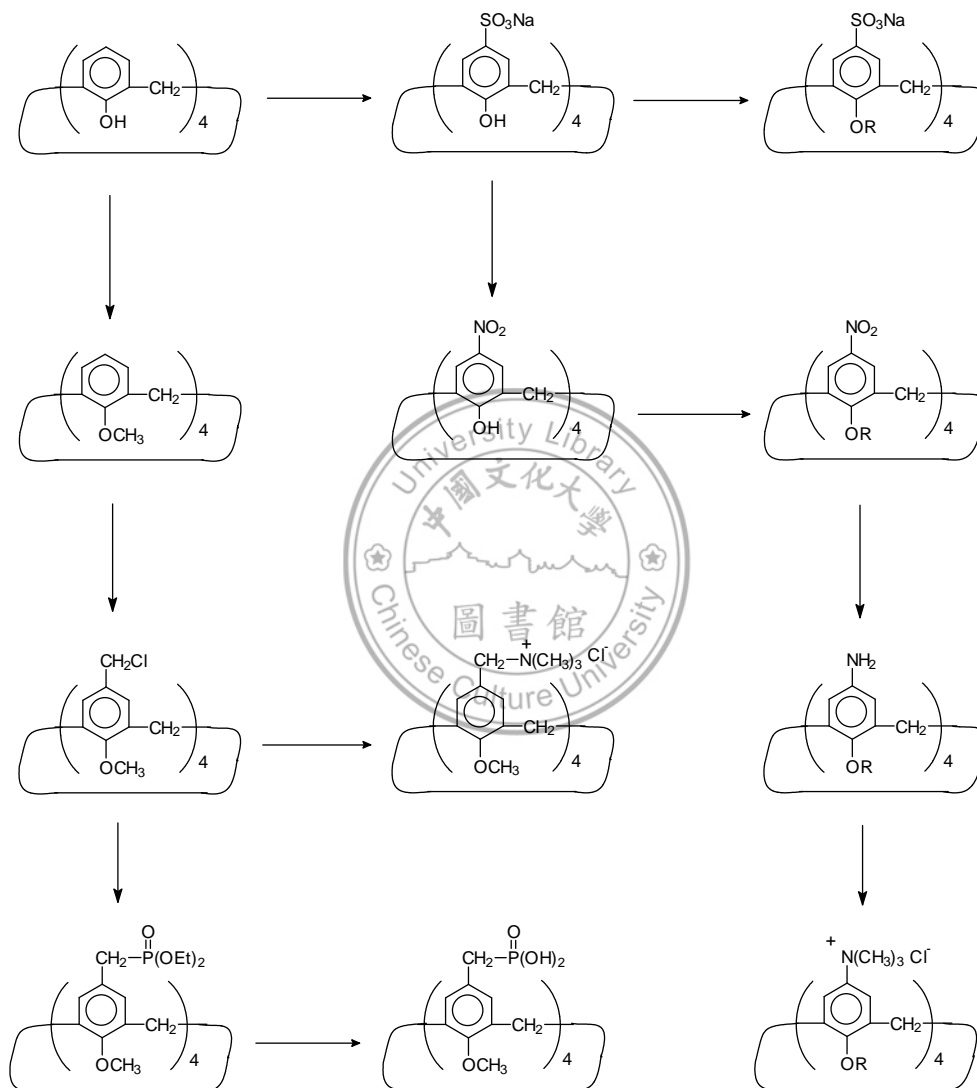 SO₃Na
SO₃Na
CH₂
4
OH
CH₂
4
OH
CH₂
4
OR
NO₂
NO₂
CH₂
4
OCH₃
CH₂
4
OH
CH₂
4
OR
University Library
中國文化大學
圖書館
Chinese Culture University
CH₂Cl
CH₂
4
OCH₃
CH₂–N⁺(CH₃)₃ Cl⁻
CH₂
4
OCH₃
NH₂
CH₂
4
OR
O
CH₂–P(OEt)₂
CH₂
4
OCH₃
O
CH₂–P(OH)₂
CH₂
4
OCH₃
+
N(CH₃)₃ Cl⁻
CH₂
4
OR